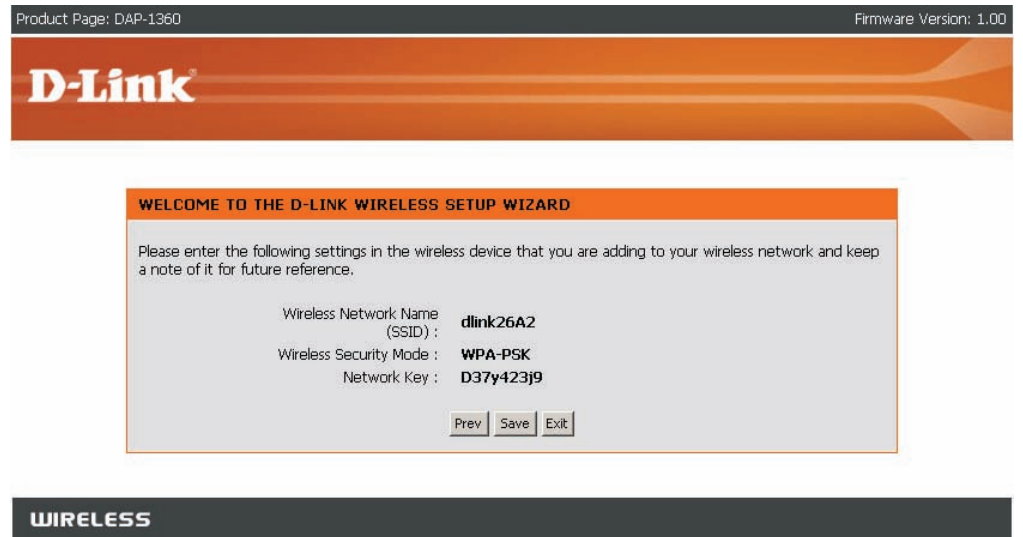 Product Page: DAP-1360 Firmware Version: 1.00
D-Link®
WELCOME TO THE D-LINK WIRELESS SETUP WIZARD
Please enter the following settings in the wireless device that you are adding to your wireless network and keep
a note of it for future reference.
Wireless Network Name
(SSID) : dlink26A2
Wireless Security Mode : WPA-PSK
Network Key : D37y423j9
Prev Save Exit
WIRELESS